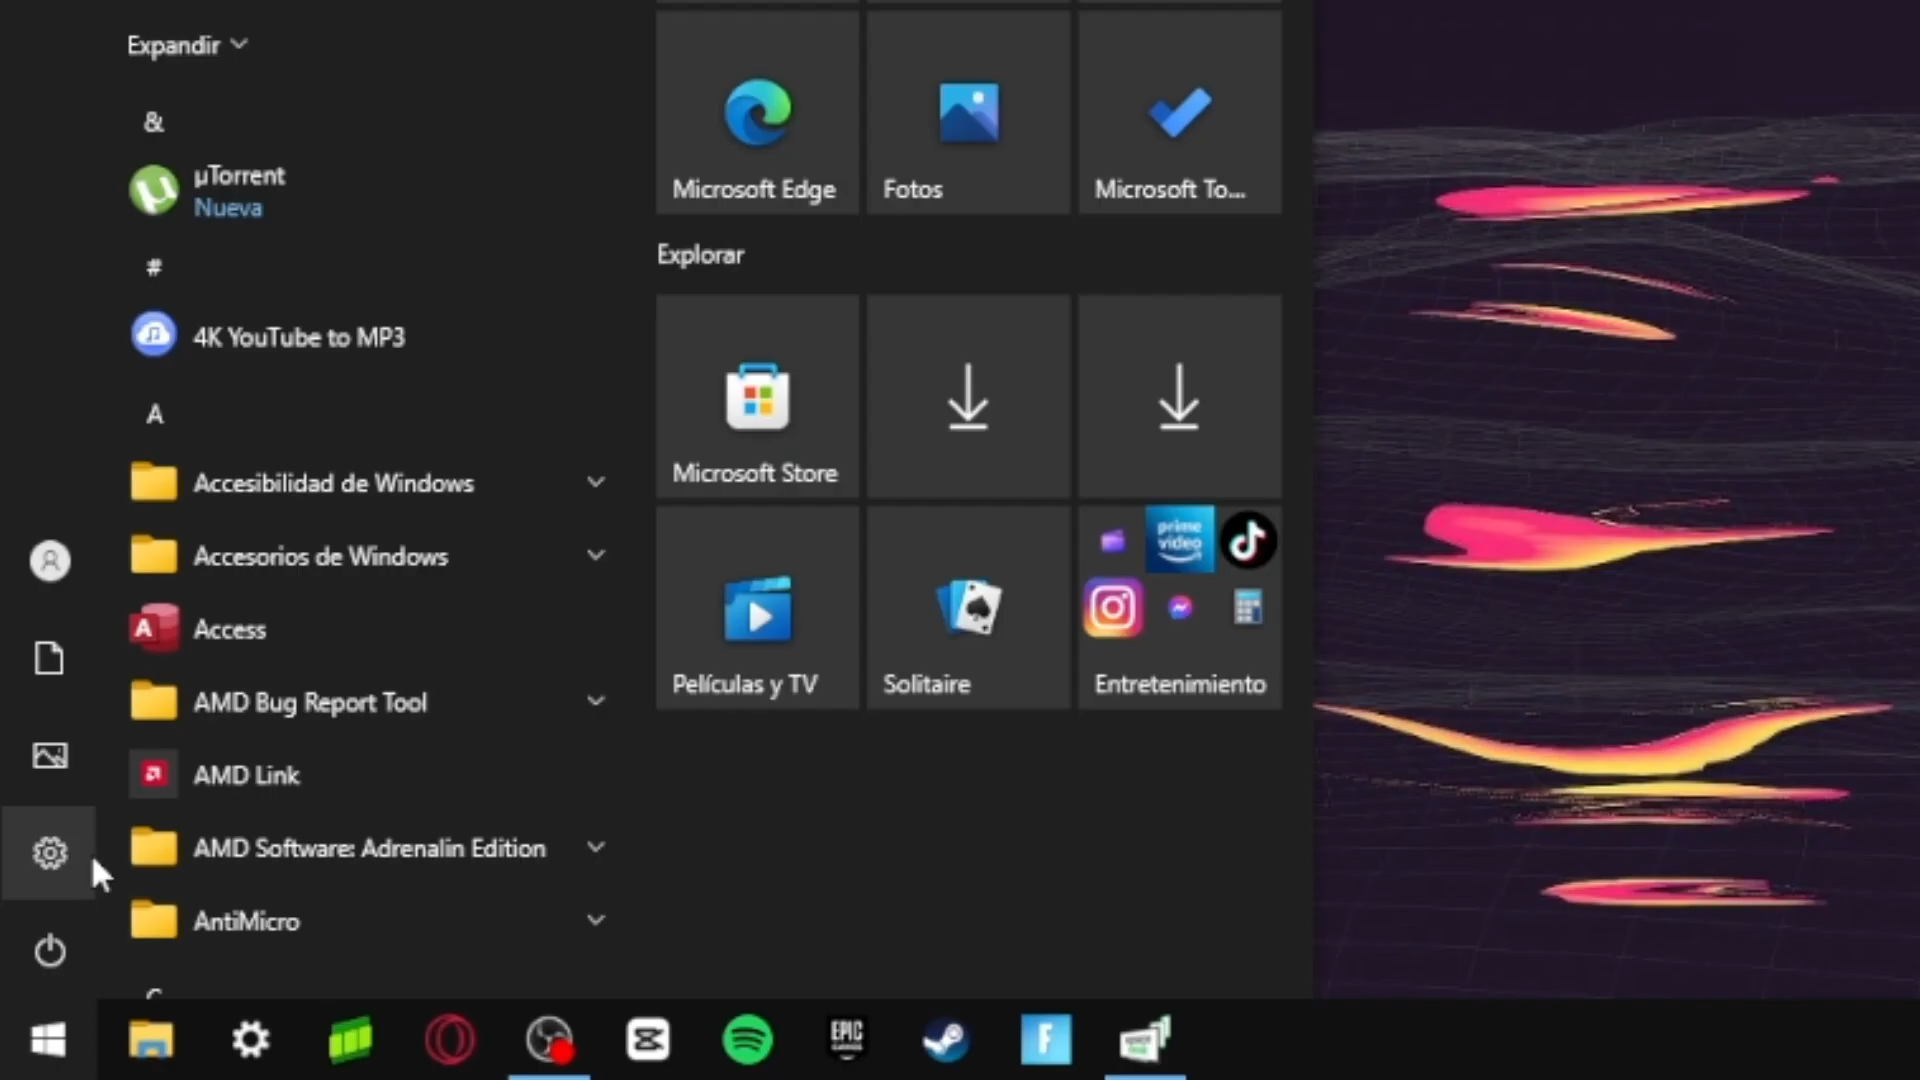 Expandir
&
µTorrent
Nueva
#
4K YouTube to MP3
A
Accesibilidad de Windows
Accesorios de Windows
A
Access
AMD Bug Report Tool
AMD Link
AMD Software: Adrenalin Edition
AntiMicro
Microsoft Edge
Fotos
Microsoft To...
Explorar
Microsoft Store
Películas y TV
Solitaire
prime
video
Entretenimiento
EPIC
GAMES
F